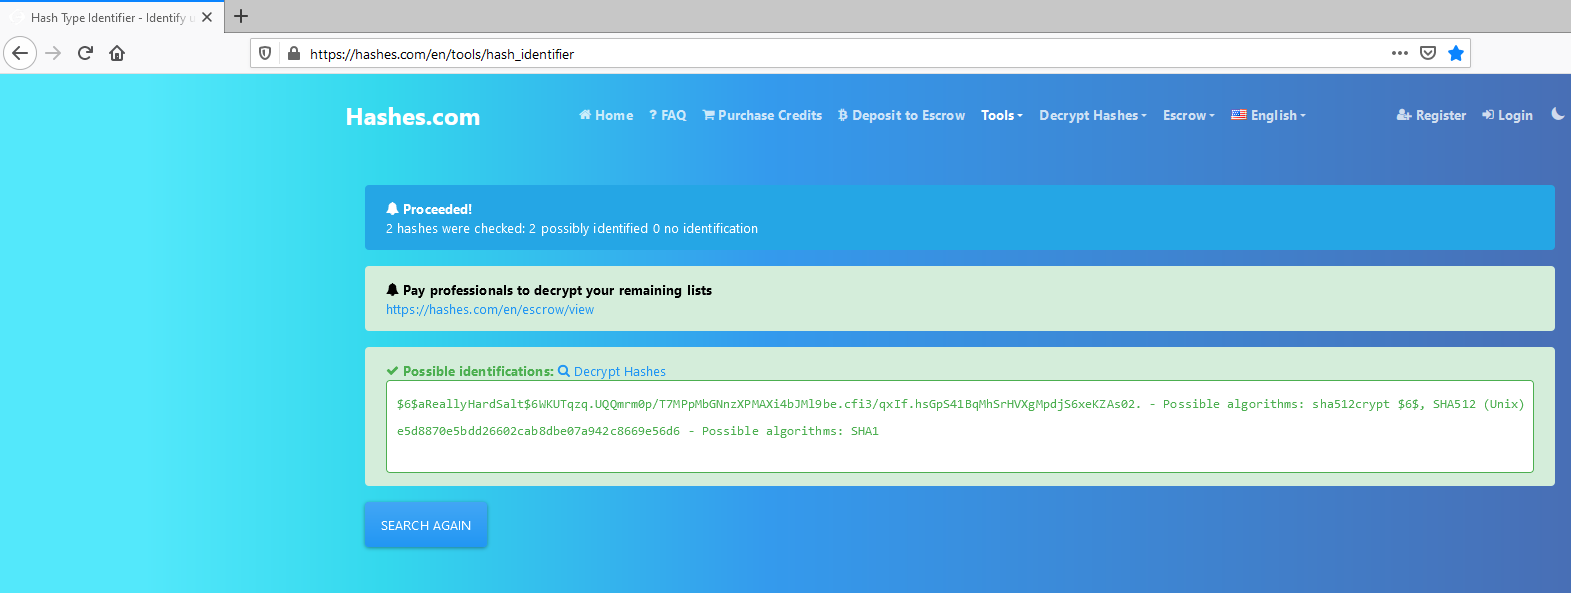 Hash Type Identifier - Identify u
https://hashes.com/en/tools/hash_identifier
Hashes.com
Home ? FAQ Purchase Credits Deposit to Escrow Tools Decrypt Hashes Escrow English Register Login
Proceeded!
2 hashes were checked: 2 possibly identified 0 no identification
Pay professionals to decrypt your remaining lists
https://hashes.com/en/escrow/view
Possible identifications: Decrypt Hashes
$6$aReallyHardSalt$6WKUTqzq.UQQmrm0p/T7MPpMbGNnzXPMAXi4bJMl9be.cfi3/qxIf.hsGpS41BqMhSrHVXgMpdjS6xeKZAs02. - Possible algorithms: sha512crypt $6$, SHA512 (Unix)
e5d8870e5bdd26602cab8dbe07a942c8669e56d6 - Possible algorithms: SHA1
SEARCH AGAIN